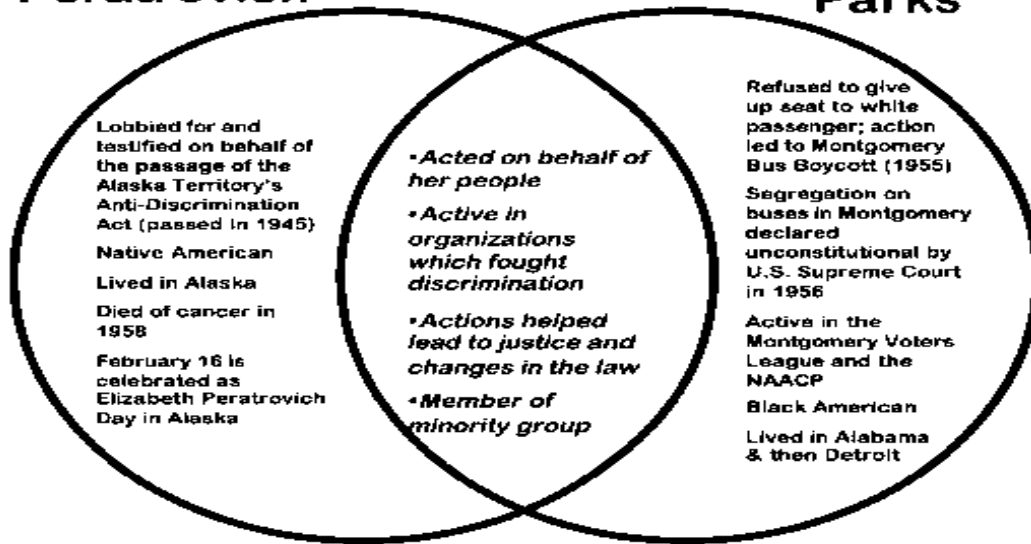 Parks
Lobbied for and
testified on behalf of
the passage of the
Alaska Territory's
Anti-Discrimination
Act (passed in 1945)
Native American
Lived in Alaska
Died of cancer in
1958
February 16 is
celebrated as
Elizabeth Peratrovich
Day in Alaska
•Acted on behalf of
her people
•Active in
organizations
which fought
discrimination
•Actions helped
lead to justice and
changes in the law
•Member of
minority group
Refused to give
up seat to white
passenger; action
led to Montgomery
Bus Boycott (1955)
Segregation on
buses in Montgomery
declared
unconstitutional by
U.S. Supreme Court
in 1956
Active in the
Montgomery Voters
League and the
NAACP
Black American
Lived in Alabama
& then Detroit